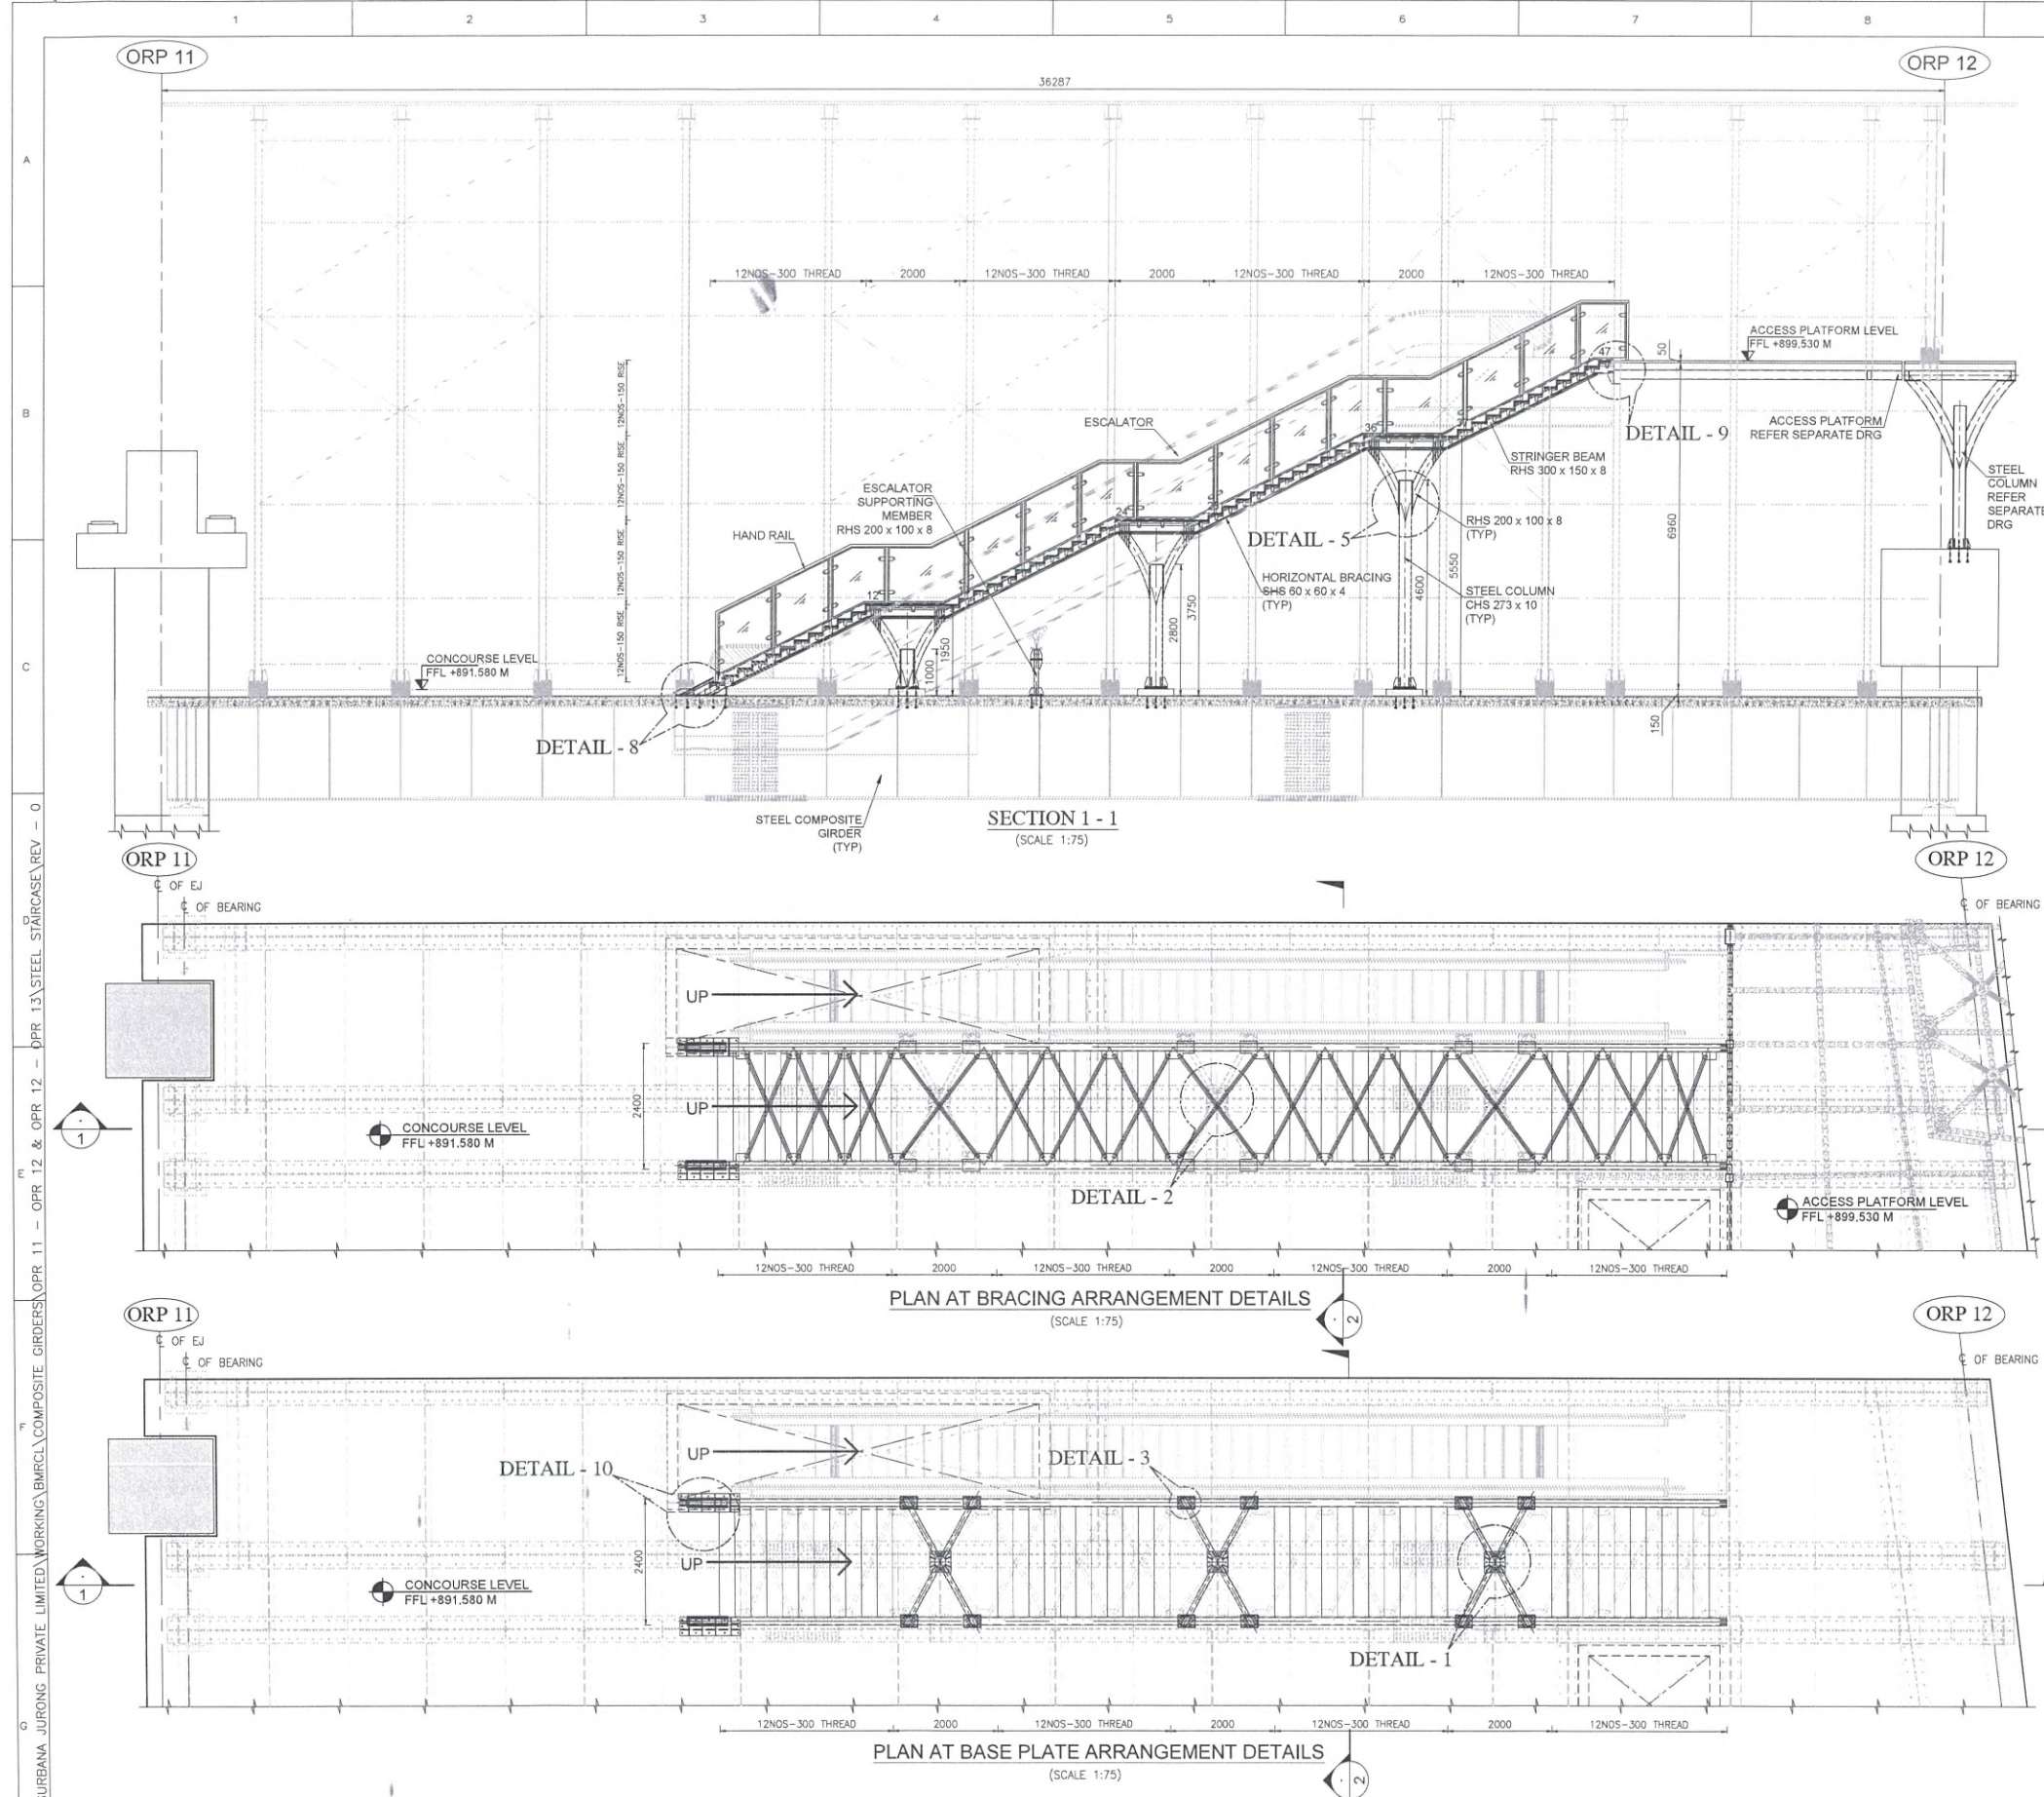 1 2 3 4 5 6 7 8
ORP 11
ORP 12
36287
A
12NOS-300 THREAD 2000 12NOS-300 THREAD 2000 12NOS-300 THREAD 2000 12NOS-300 THREAD
ACCESS PLATFORM LEVEL
FFL +899,530 M
50
47
B
12NOS-150 RISE
12NOS-150 RISE
12NOS-150 RISE
12NOS-150 RISE
ESCALATOR
36
ACCESS PLATFORM
REFER SEPARATE DRG
DETAIL - 9
STRINGER BEAM
RHS 300 x 150 x 8
STEEL
COLUMN
REFER
SEPARATE
DRG
ESCALATOR
SUPPORTING
MEMBER
RHS 200 x 100 x 8
24
RHS 200 x 100 x 8
(TYP)
HAND RAIL
DETAIL - 5
6960
HORIZONTAL BRACING
SHS 60 x 60 x 4
(TYP)
STEEL COLUMN
CHS 273 x 10
(TYP)
12
1000
1950
2800
3750
4600
5550
C
CONCOURSE LEVEL
FFL +891.580 M
150
DETAIL - 8
STEEL COMPOSITE
GIRDER
(TYP)
SECTION 1 - 1
(SCALE 1:75)
ORP 11
ORP 12
℄ OF EJ
℄ OF BEARING
℄ OF BEARING
D
UP
UP
2400
1
CONCOURSE LEVEL
FFL +891.580 M
E
DETAIL - 2
ACCESS PLATFORM LEVEL
FFL +899,530 M
12NOS-300 THREAD 2000 12NOS-300 THREAD 2000 12NOS-300 THREAD 2000 12NOS-300 THREAD
PLAN AT BRACING ARRANGEMENT DETAILS
(SCALE 1:75)
2
ORP 11
ORP 12
℄ OF EJ
℄ OF BEARING
℄ OF BEARING
F
UP
DETAIL - 3
DETAIL - 10
2400
UP
1
CONCOURSE LEVEL
FFL +891.580 M
DETAIL - 1
G
12NOS-300 THREAD 2000 12NOS-300 THREAD 2000 12NOS-300 THREAD 2000 12NOS-300 THREAD
PLAN AT BASE PLATE ARRANGEMENT DETAILS
(SCALE 1:75)
2
SURBANA JURONG PRIVATE LIMITED\WORKING\BMRCL\COMPOSITE GIRDERS\OPR 11 - OPR 12 & OPR 12 - OPR 13\STEEL STAIRCASE\REV - 0